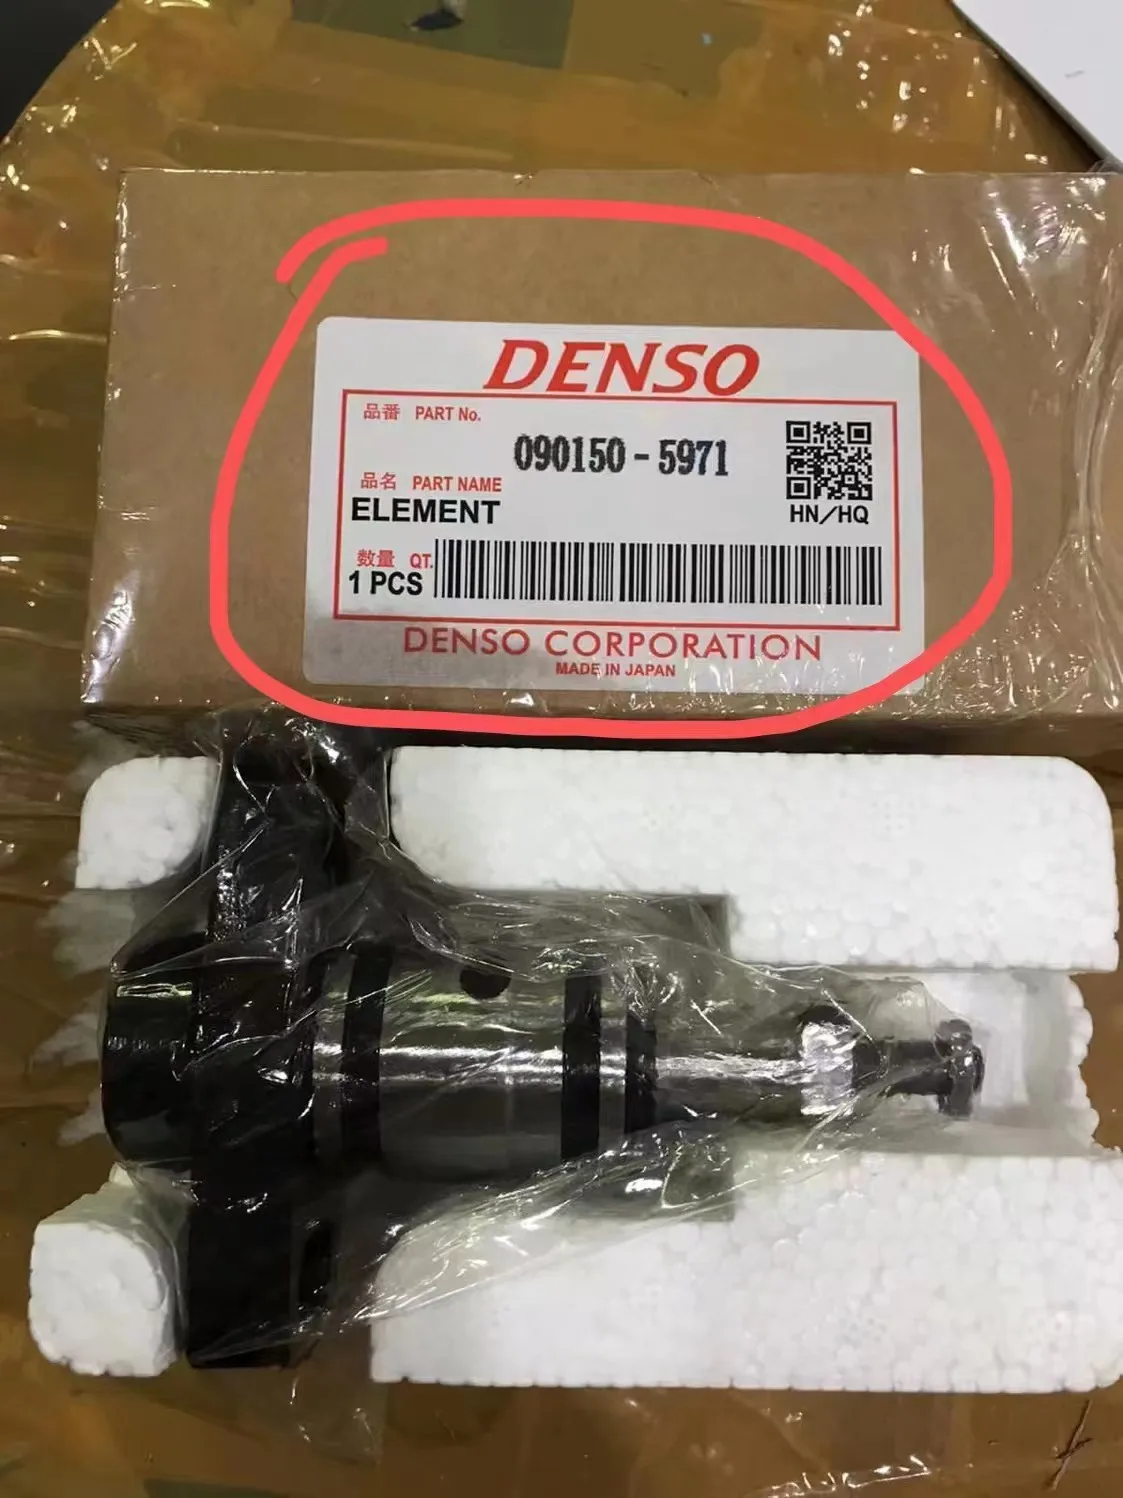 DENSO
品番 PART No.
090150-5971
品名 PART NAME
ELEMENT
HN/HQ
数量 QT.
1 PCS
DENSO CORPORATION
MADE IN JAPAN